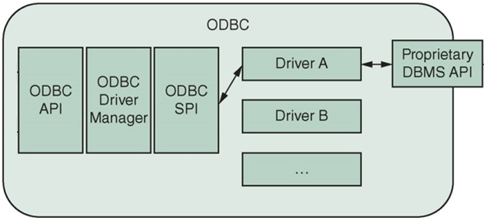 ODBC
ODBC
API
ODBC
Driver
Manager
ODBC
SPI
Driver A
Driver B
...
Proprietary
DBMS API